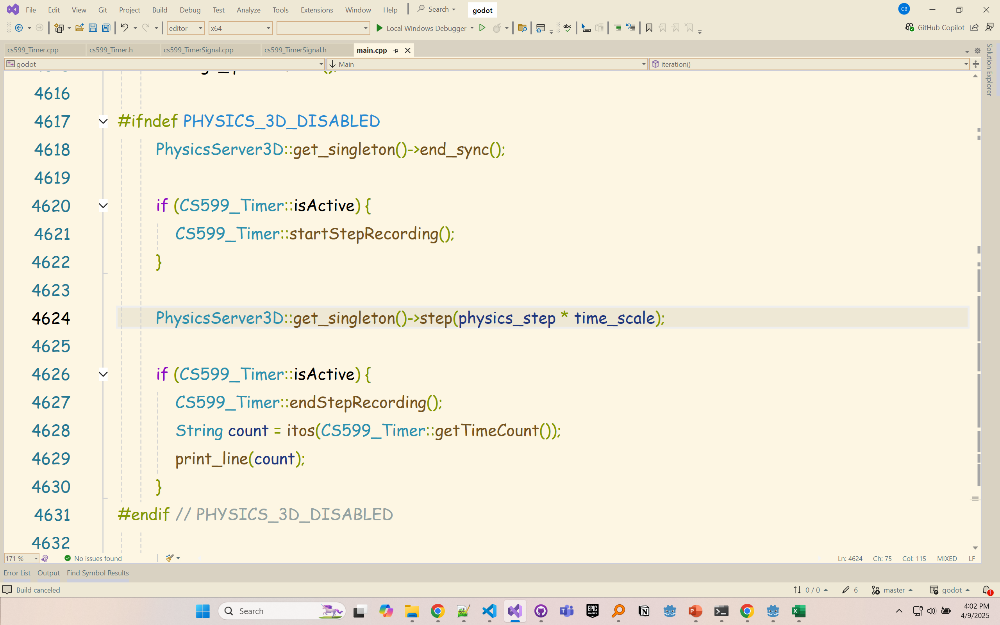 File Edit View Git Project Build Debug Test Analyze Tools Extensions Window Help Search godot CB
editor x64 Local Windows Debugger abc GitHub Copilot
cs599_Timer.cpp cs599_Timer.h cs599_TimerSignal.cpp cs599_TimerSignal.h main.cpp
godot Main iteration()
Solution Explorer
4616
4617 #ifndef PHYSICS_3D_DISABLED
4618 PhysicsServer3D::get_singleton()->end_sync();
4619
4620 if (CS599_Timer::isActive) {
4621 CS599_Timer::startStepRecording();
4622 }
4623
4624 PhysicsServer3D::get_singleton()->step(physics_step * time_scale);
4625
4626 if (CS599_Timer::isActive) {
4627 CS599_Timer::endStepRecording();
4628 String count = itos(CS599_Timer::getTimeCount());
4629 print_line(count);
4630 }
4631 #endif // PHYSICS_3D_DISABLED
4632
171 % No issues found Ln: 4624 Ch: 75 Col: 115 MIXED LF
Error List Output Find Symbol Results
Build canceled 0 / 0 6 master godot 1
Search EPIC GAMES 4:02 PM
4/9/2025